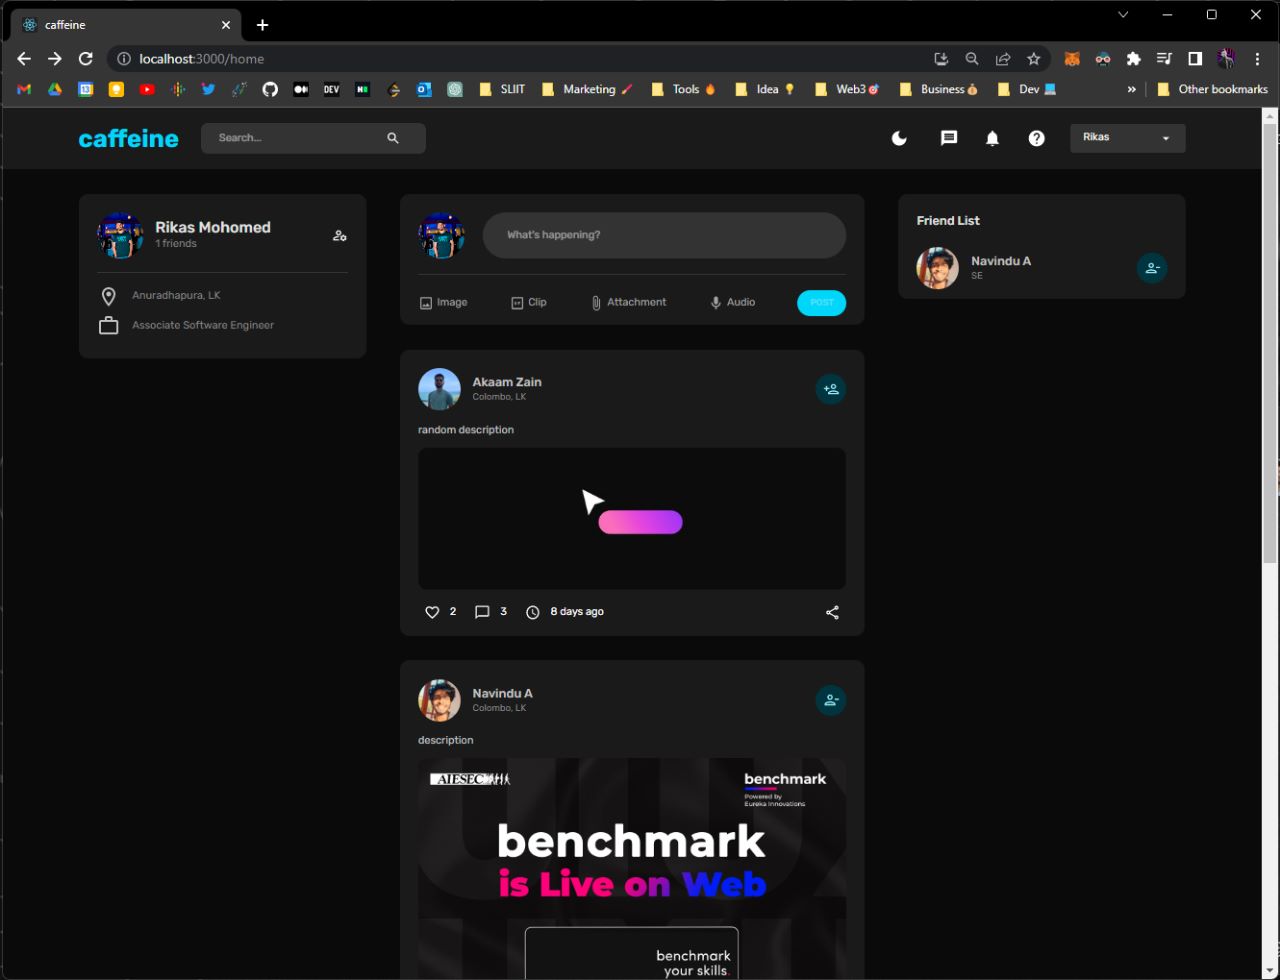 caffeine
localhost:3000/home
13
DEV
SLIIT
Marketing
Tools
Idea
Web3
Business
Dev
»
Other bookmarks
caffeine
Search...
Rikas
Rikas Mohomed
1 friends
Anuradhapura, LK
Associate Software Engineer
What's happening?
Image
Clip
Attachment
Audio
POST
Friend List
Navindu A
SE
Akaam Zain
Colombo, LK
random description
2
3
8 days ago
Navindu A
Colombo, LK
description
AIESEC
benchmark
Powered by
Eureka Innovations
benchmark
is Live on Web
benchmark
your skills.